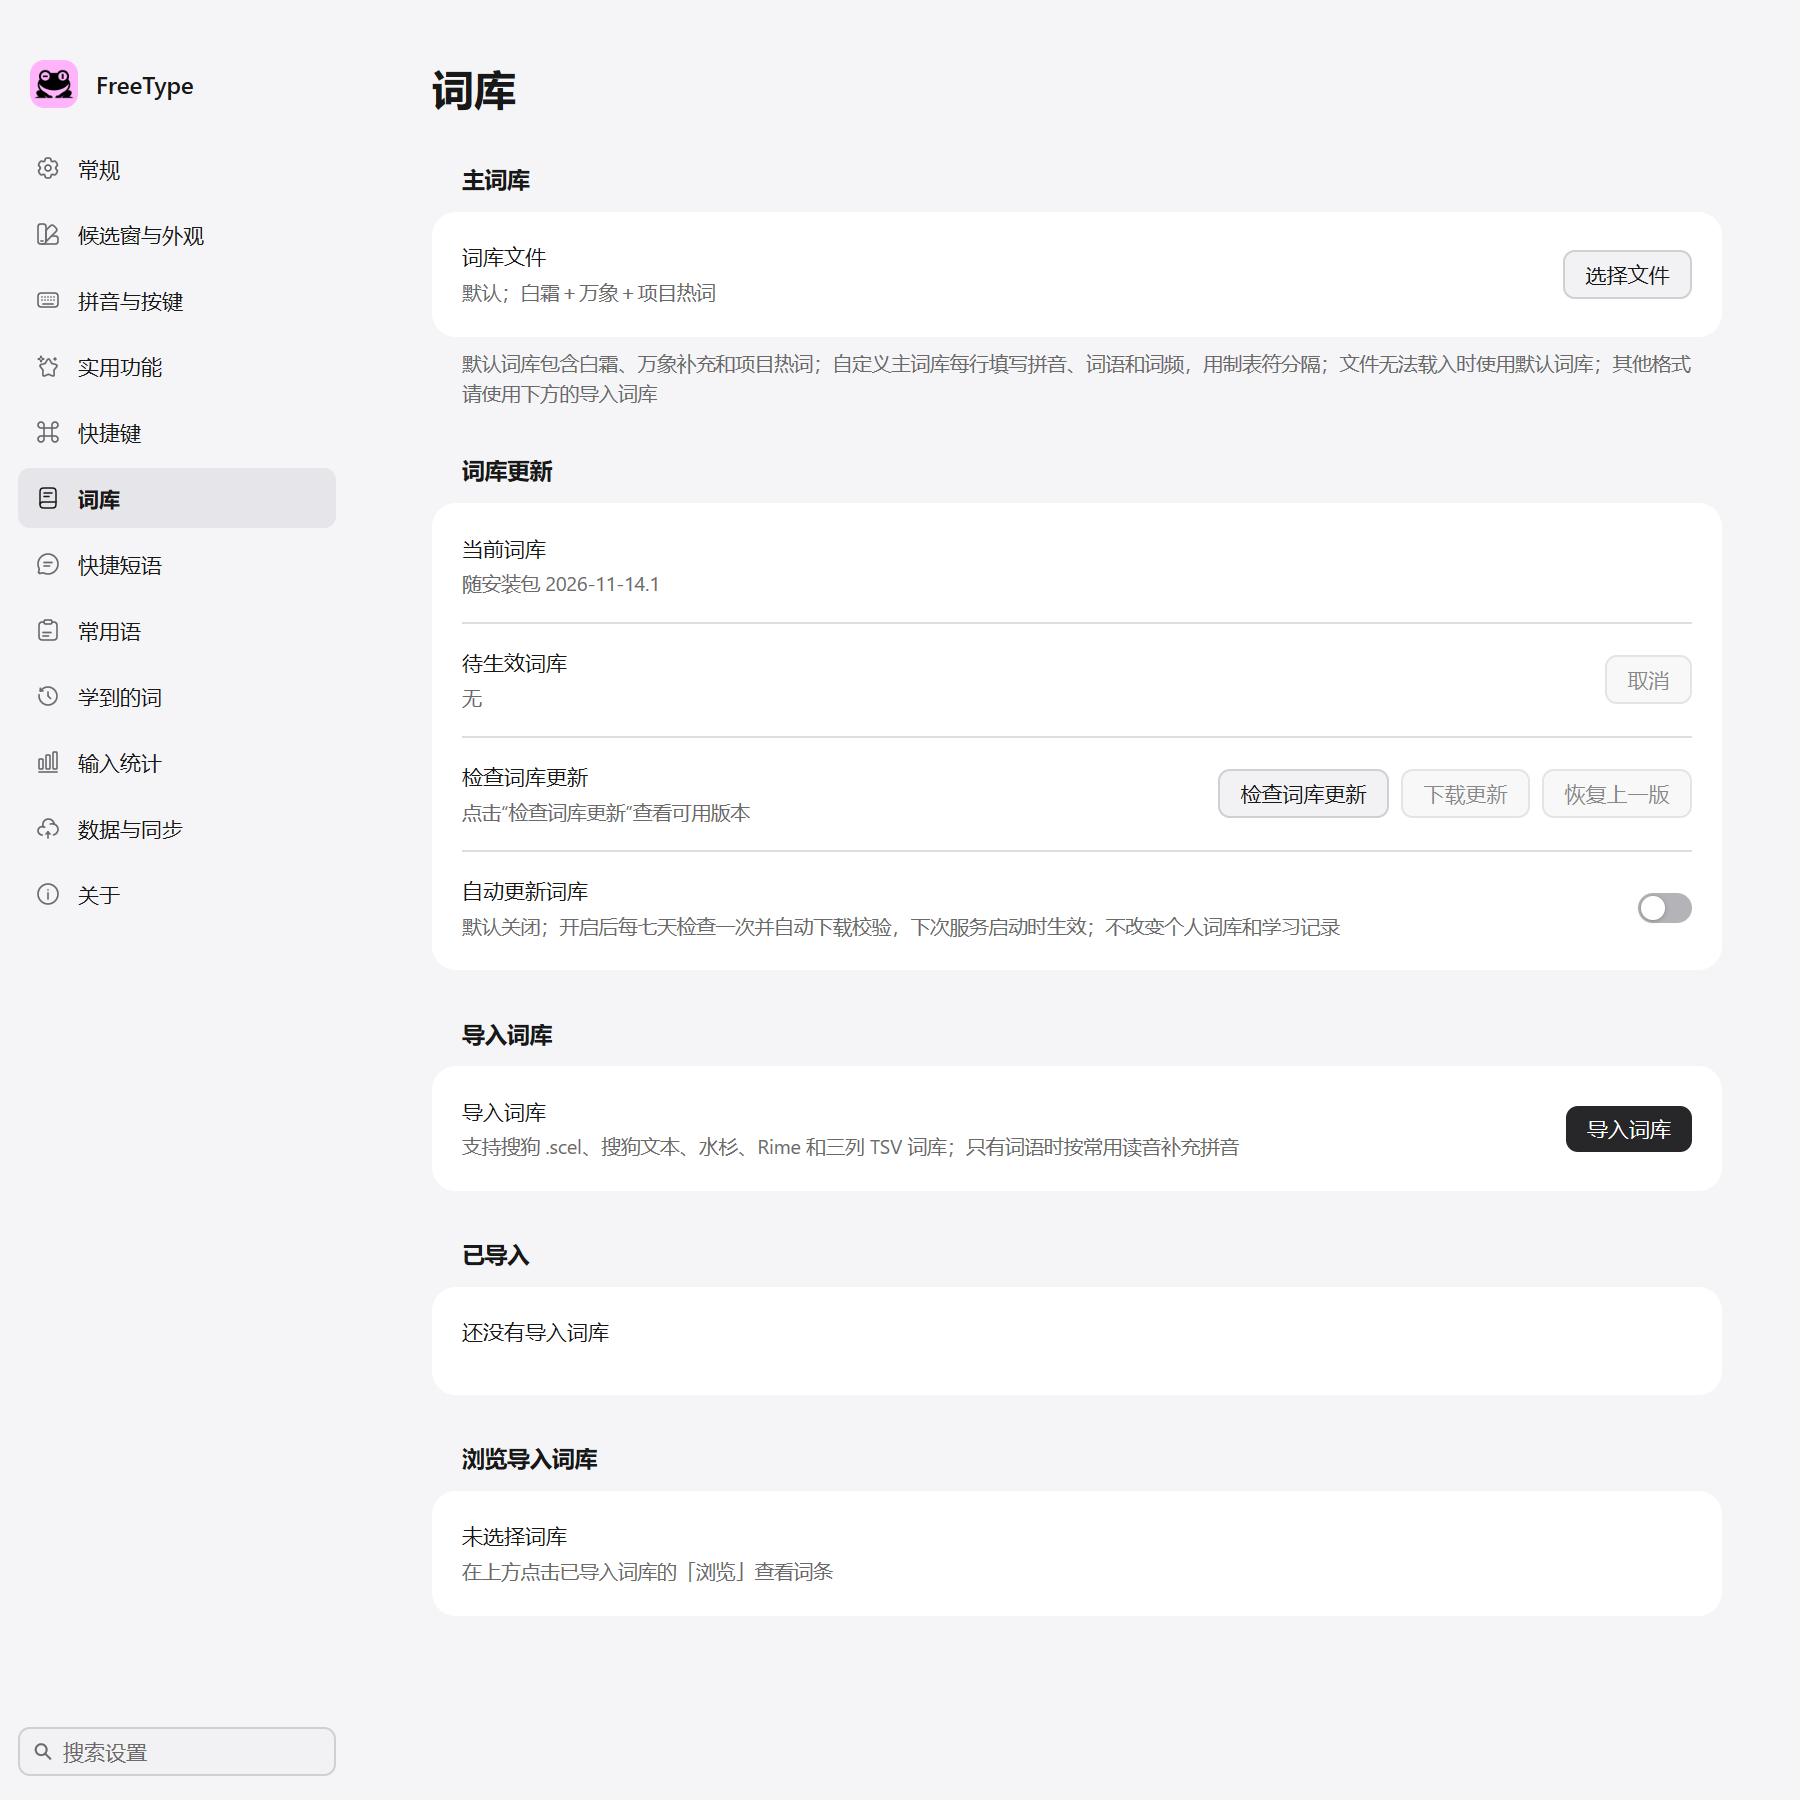 FreeType
常规
候选窗与外观
拼音与按键
实用功能
快捷键
词库
快捷短语
常用语
学到的词
输入统计
数据与同步
关于
搜索设置
词库
主词库
词库文件
默认；白霜 + 万象 + 项目热词
选择文件
默认词库包含白霜、万象补充和项目热词；自定义主词库每行填写拼音、词语和词频，用制表符分隔；文件无法载入时使用默认词库；其他格式
请使用下方的导入词库
词库更新
当前词库
随安装包 2026-11-14.1
待生效词库
无
取消
检查词库更新
点击“检查词库更新”查看可用版本
检查词库更新
下载更新
恢复上一版
自动更新词库
默认关闭；开启后每七天检查一次并自动下载校验，下次服务启动时生效；不改变个人词库和学习记录
导入词库
导入词库
支持搜狗 .scel、搜狗文本、水杉、Rime 和三列 TSV 词库；只有词语时按常用读音补充拼音
导入词库
已导入
还没有导入词库
浏览导入词库
未选择词库
在上方点击已导入词库的「浏览」查看词条